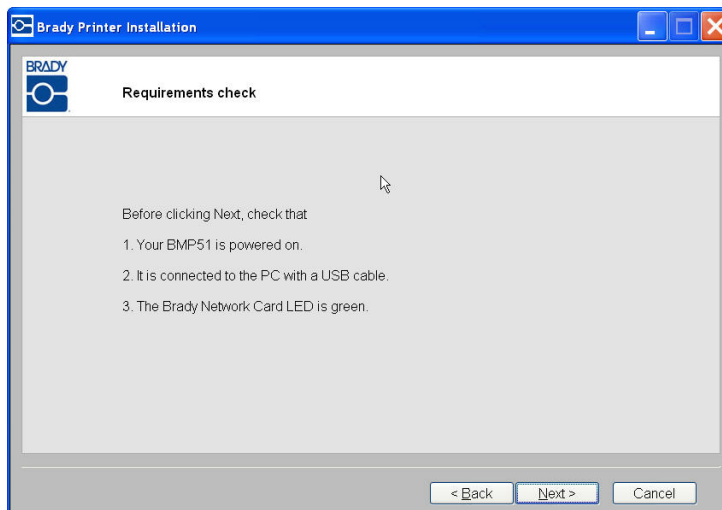 Brady Printer Installation
BRADY
Requirements check
Before clicking Next, check that
1. Your BMP51 is powered on.
2. It is connected to the PC with a USB cable.
3. The Brady Network Card LED is green.
< Back Next > Cancel